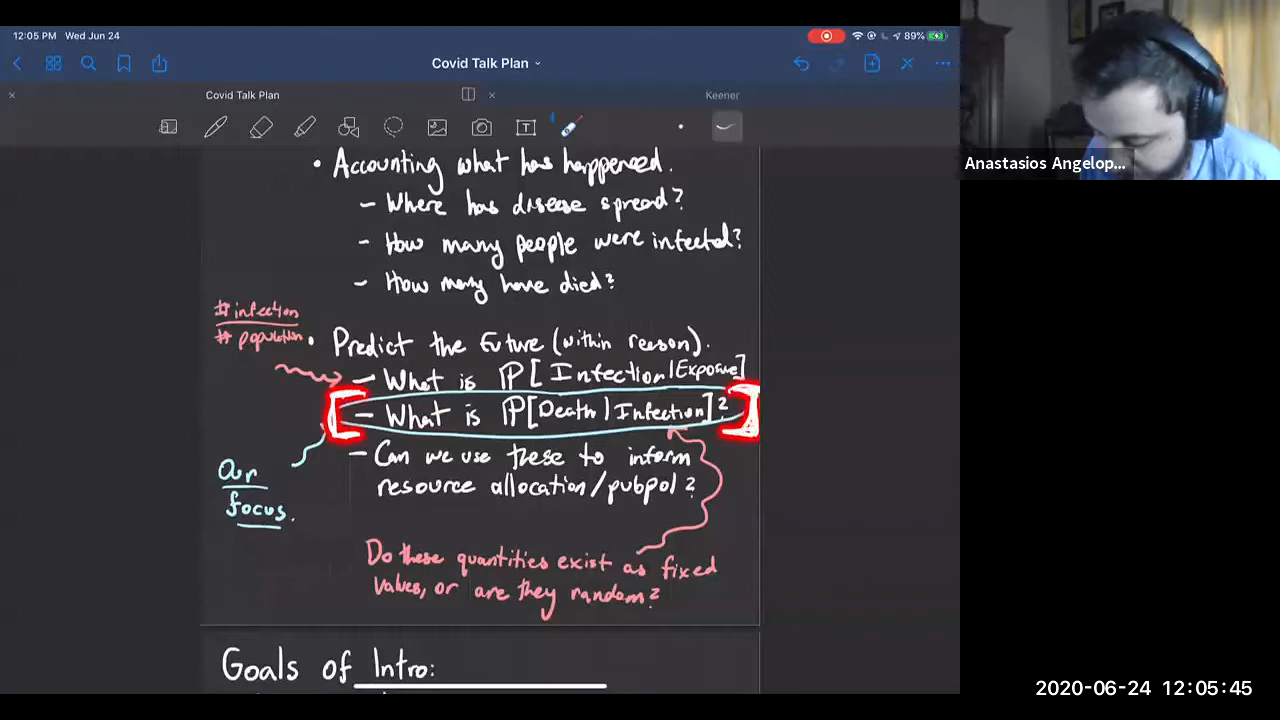 12:05 PM Wed Jun 24
89%
Covid Talk Plan
Covid Talk Plan
Keener
Anastasios Angelop...
• Accounting what has happened.
- Where has disease spread?
- How many people were infected?
- How many have died?
# infection
# population
• Predict the Future (within reason).
- What is P[Infection|Exposure]
[- What is P[Death|Infection]?]
- Can we use these to inform
resource allocation/pubpol?
Our
focus.
Do these quantities exist as fixed
values, or are they random?
Goals of Intro:
2020-06-24 12:05:45